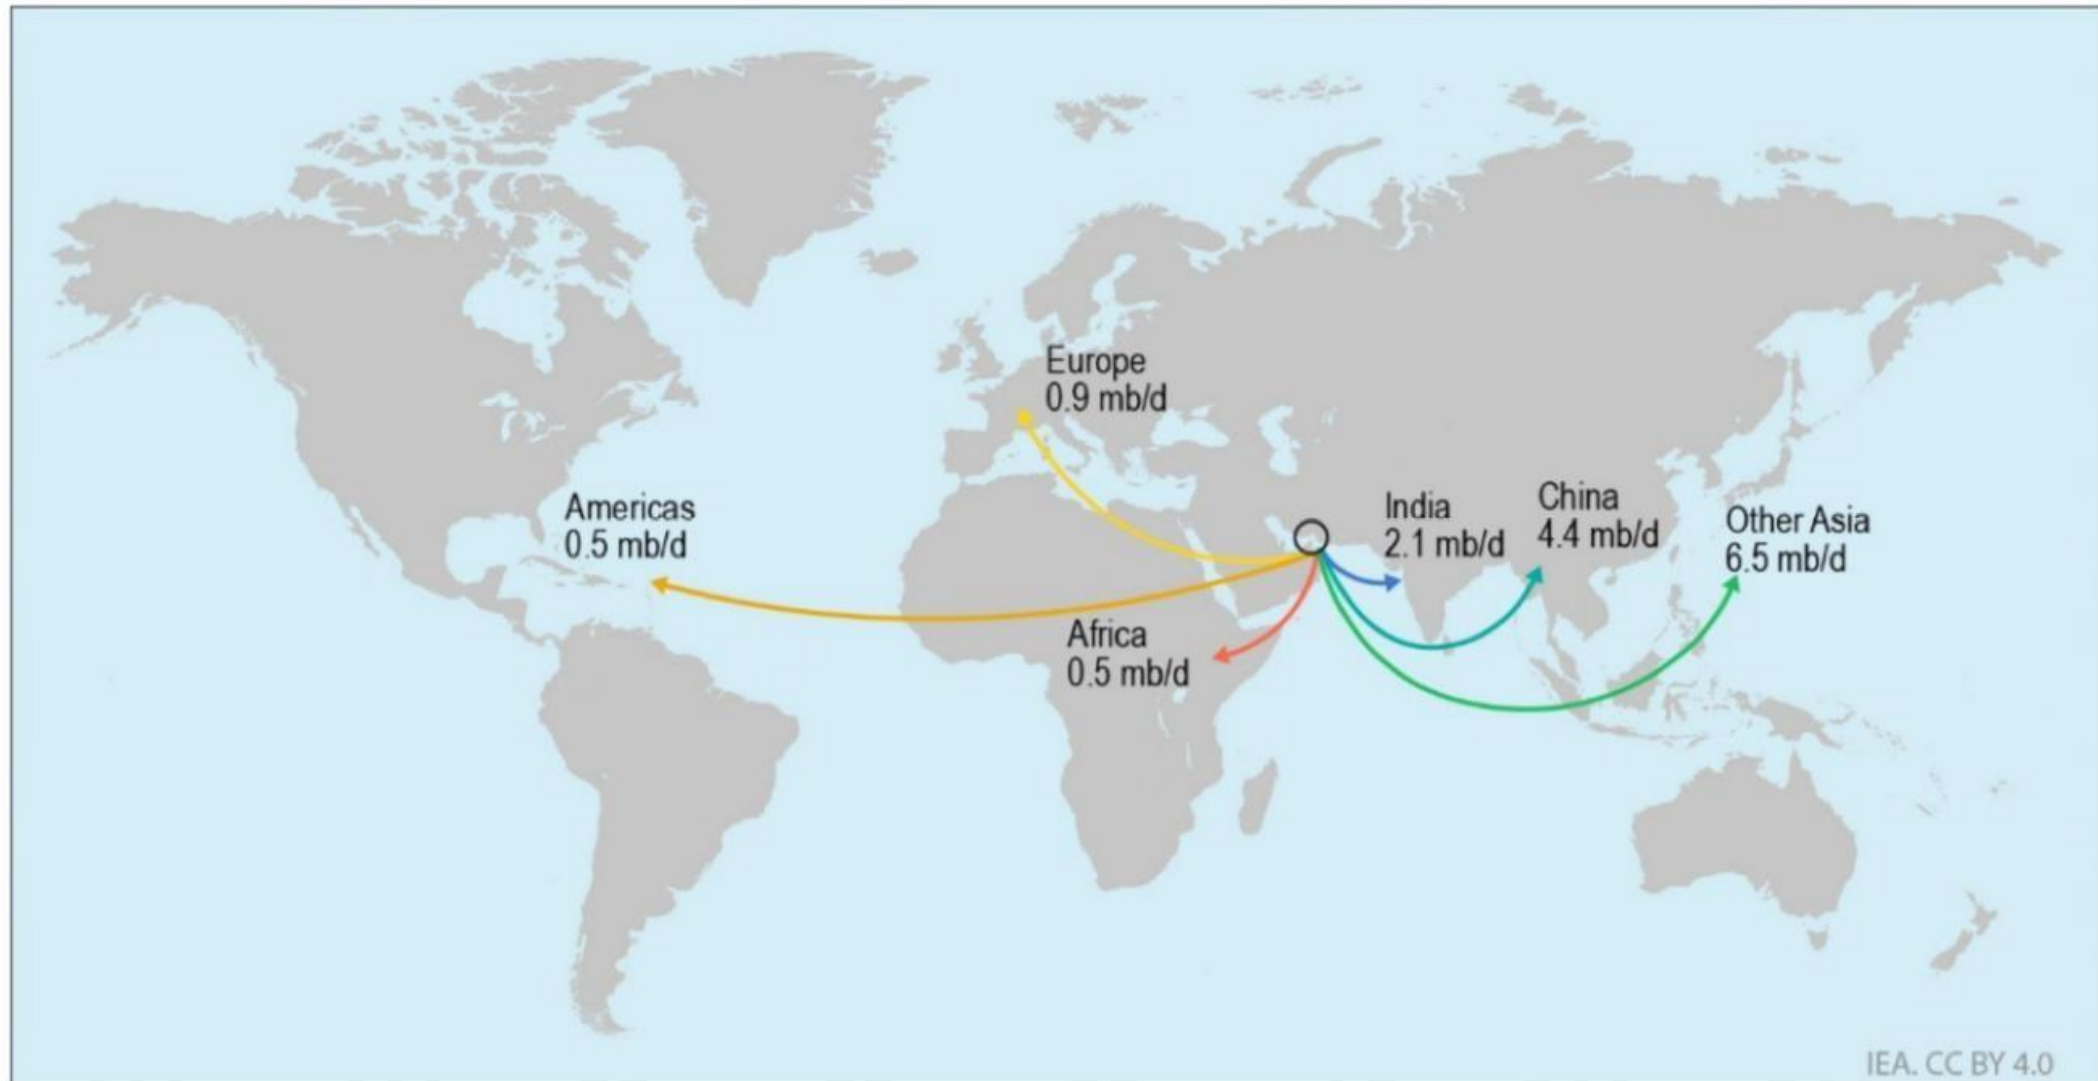 Europe
0.9 mb/d
Americas
0.5 mb/d
India
2.1 mb/d
China
4.4 mb/d
Other Asia
6.5 mb/d
Africa
0.5 mb/d
IEA. CC BY 4.0